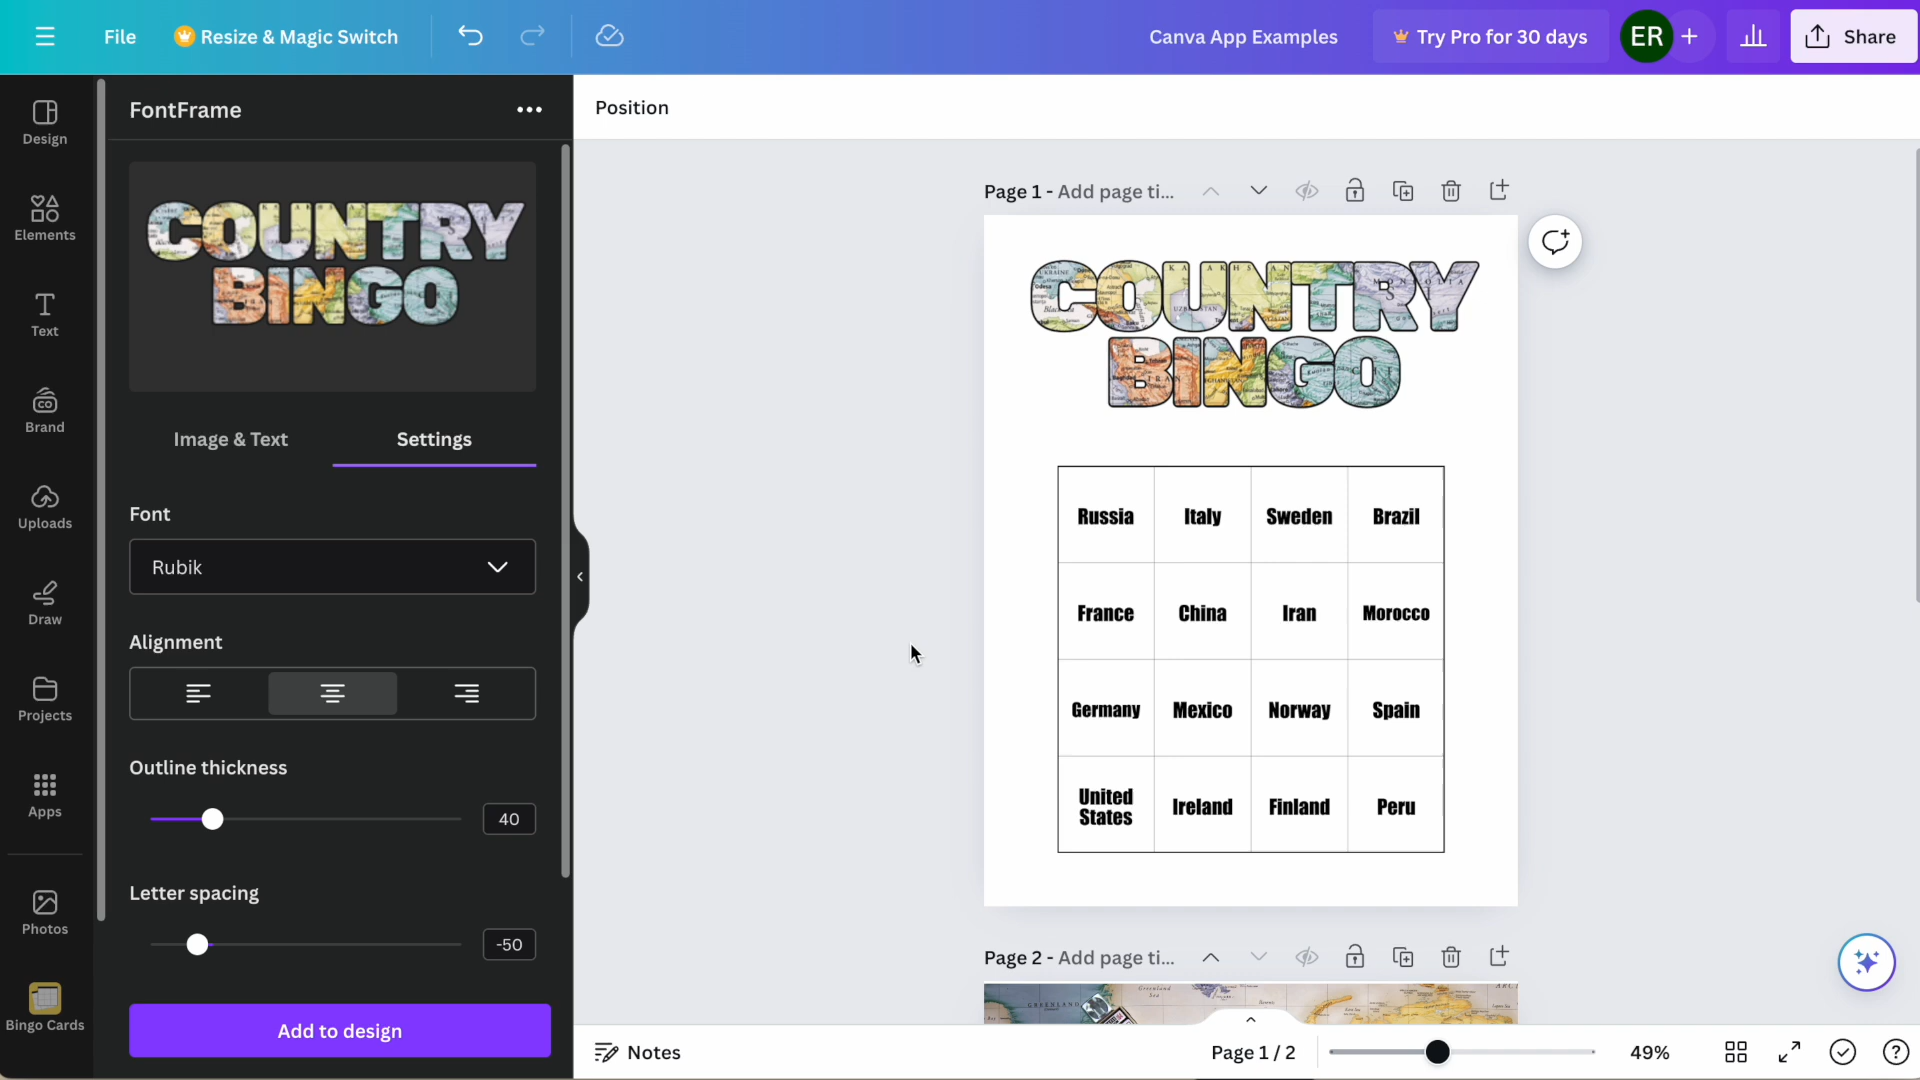 File
Resize & Magic Switch
Canva App Examples
Try Pro for 30 days
ER
Share
Design
Elements
Text
Brand
Uploads
Draw
Projects
Apps
Photos
Bingo Cards
FontFrame
COUNTRY
BINGO
Image & Text
Settings
Font
Rubik
Alignment
Outline thickness
40
Letter spacing
-50
Add to design
Position
Page 1 - Add page ti...
COUNTRY
BINGO
Russia Italy Sweden Brazil
France China Iran Morocco
Germany Mexico Norway Spain
United
States Ireland Finland Peru
Page 2 - Add page ti...
Greenland
Sea
GREENLAND
Notes
Page 1 / 2
49%